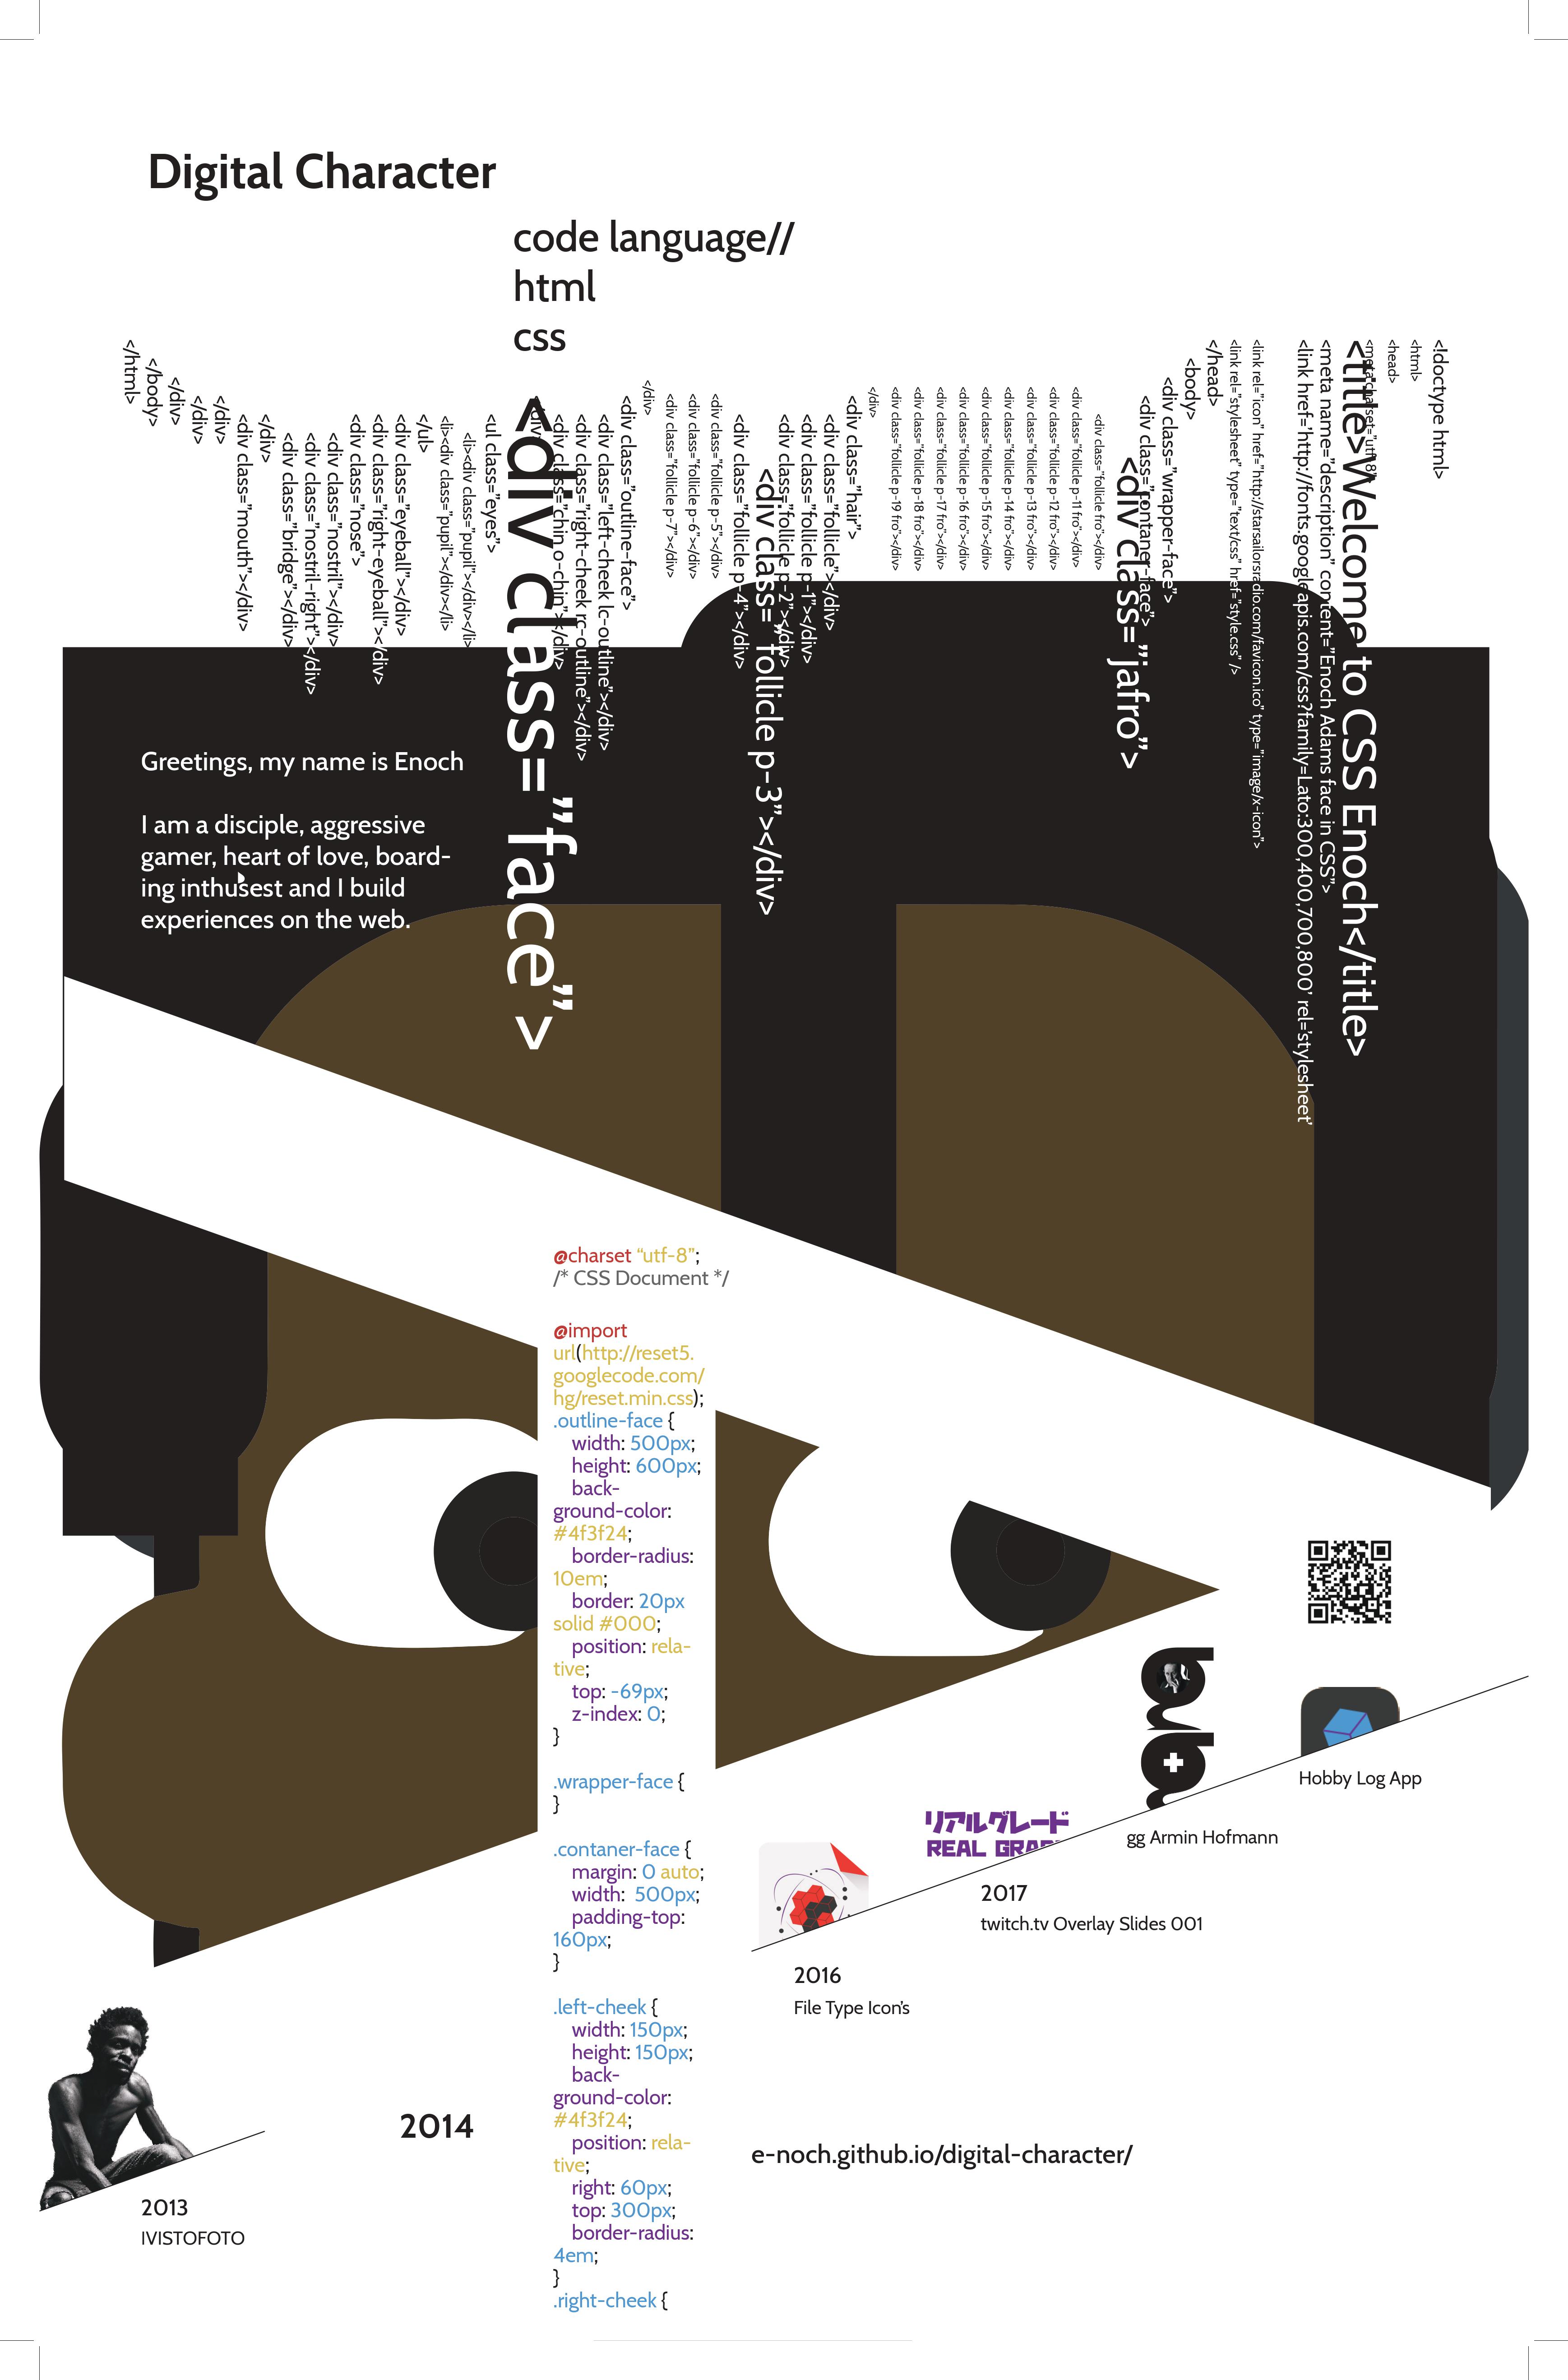 Digital Character
code language//
html
css
<!doctype html>
<html>
<head>
<meta charset="utf-8">
<title>Welcome to CSS Enoch</title>
<meta name="description" content="Enoch Adams face in CSS">
<link href='http://fonts.googleapis.com/css?family=Lato:300,400,700,800' rel='stylesheet'
<link rel="icon" href="http://starsailorsradio.com/favicon.ico" type="image/x-icon">
<link rel="stylesheet" type="text/css" href="style.css" />
</head>
<body>
<div class="wrapper-face">
<div class="contaner-face">
<div class="jafro">
<div class="follicle fro"></div>
<div class="follicle p-11 fro"></div>
<div class="follicle p-12 fro"></div>
<div class="follicle p-13 fro"></div>
<div class="follicle p-14 fro"></div>
<div class="follicle p-15 fro"></div>
<div class="follicle p-16 fro"></div>
<div class="follicle p-17 fro"></div>
<div class="follicle p-18 fro"></div>
<div class="follicle p-19 fro"></div>
</div>
<div class="hair">
<div class="follicle"></div>
<div class="follicle p-1"></div>
<div class="follicle p-2"></div>
<div class="follicle p-3"></div>
<div class="follicle p-4"></div>
<div class="follicle p-5"></div>
<div class="follicle p-6"></div>
<div class="follicle p-7"></div>
</div>
<div class="outline-face">
<div class="left-cheek lc-outline"></div>
<div class="right-cheek rc-outline"></div>
<div class="chin o-chin"></div>
</div>
<div class="face">
<ul class="eyes">
<li><div class="pupil"></div></li>
<li><div class="pupil"></div></li>
</ul>
<div class="eyeball"></div>
<div class="right-eyeball"></div>
<div class="nose">
<div class="nostril"></div>
<div class="nostril-right"></div>
<div class="bridge"></div>
</div>
<div class="mouth"></div>
</div>
</div>
</div>
</body>
</html>
Greetings, my name is Enoch
I am a disciple, aggressive
gamer, heart of love, board-
ing inthusest and I build
experiences on the web.
@charset “utf-8”;
/* CSS Document */
@import
url(http://reset5.
googlecode.com/
hg/reset.min.css);
.outline-face {
width: 500px;
height: 600px;
back-
ground-color:
#4f3f24;
border-radius:
10em;
border: 20px
solid #000;
position: rela-
tive;
top: -69px;
z-index: 0;
}
.wrapper-face {
}
.contaner-face {
margin: 0 auto;
width:  500px;
padding-top:
160px;
}
.left-cheek {
width: 150px;
height: 150px;
back-
ground-color:
#4f3f24;
position: rela-
tive;
right: 60px;
top: 300px;
border-radius:
4em;
}
.right-cheek {
2013
IVISTOFOTO
2014
2016
File Type Icon's
リアルグレード
REAL GRADE
2017
twitch.tv Overlay Slides 001
gg Armin Hofmann
Hobby Log App
e-noch.github.io/digital-character/